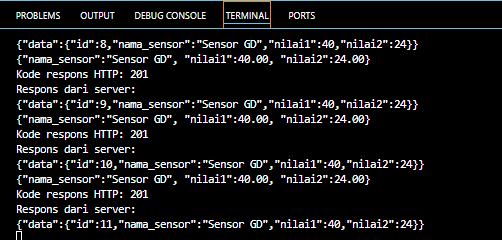 PROBLEMS OUTPUT DEBUG CONSOLE TERMINAL PORTS
{"data":{"id":8,"nama_sensor":"Sensor GD","nilai1":40,"nilai2":24}}
{"nama_sensor":"Sensor GD", "nilai1":40.00, "nilai2":24.00}
Kode respons HTTP: 201
Respons dari server:
{"data":{"id":9,"nama_sensor":"Sensor GD","nilai1":40,"nilai2":24}}
{"nama_sensor":"Sensor GD", "nilai1":40.00, "nilai2":24.00}
Kode respons HTTP: 201
Respons dari server:
{"data":{"id":10,"nama_sensor":"Sensor GD","nilai1":40,"nilai2":24}}
{"nama_sensor":"Sensor GD", "nilai1":40.00, "nilai2":24.00}
Kode respons HTTP: 201
Respons dari server:
{"data":{"id":11,"nama_sensor":"Sensor GD","nilai1":40,"nilai2":24}}